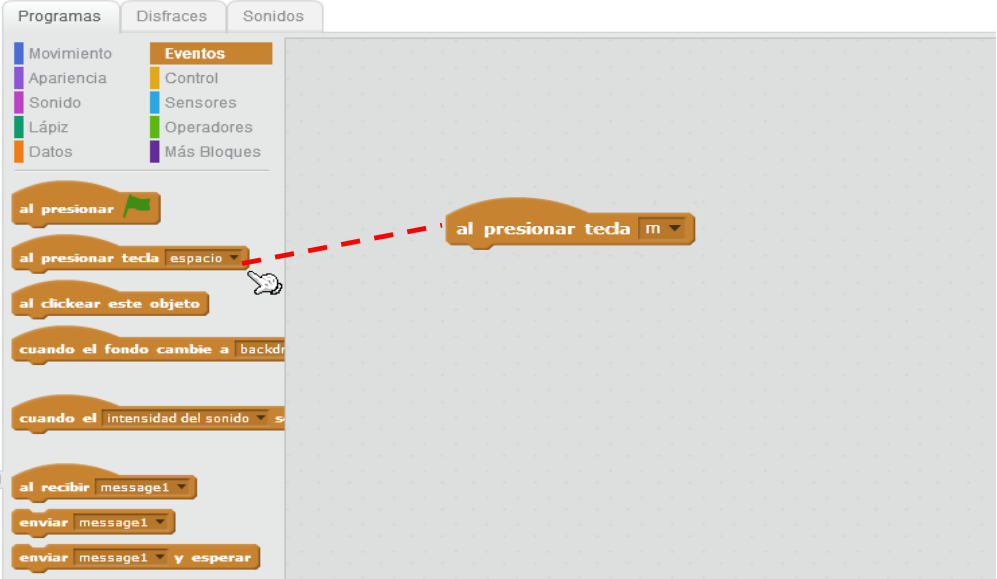 Programas Disfraces Sonidos
Movimiento Eventos
Apariencia Control
Sonido Sensores
Lápiz Operadores
Datos Más Bloques
al presionar
al presionar tecla m
al presionar tecla espacio
al clickear este objeto
cuando el fondo cambie a backdr
cuando el intensidad del sonido s
al recibir message1
enviar message1
enviar message1 y esperar